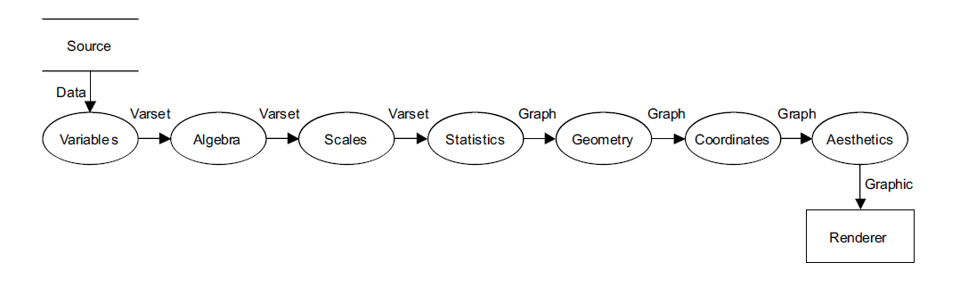 Source
Data
Varset Varset Varset Graph Graph Graph
Variables Algebra Scales Statistics Geometry Coordinates Aesthetics
Graphic
Renderer